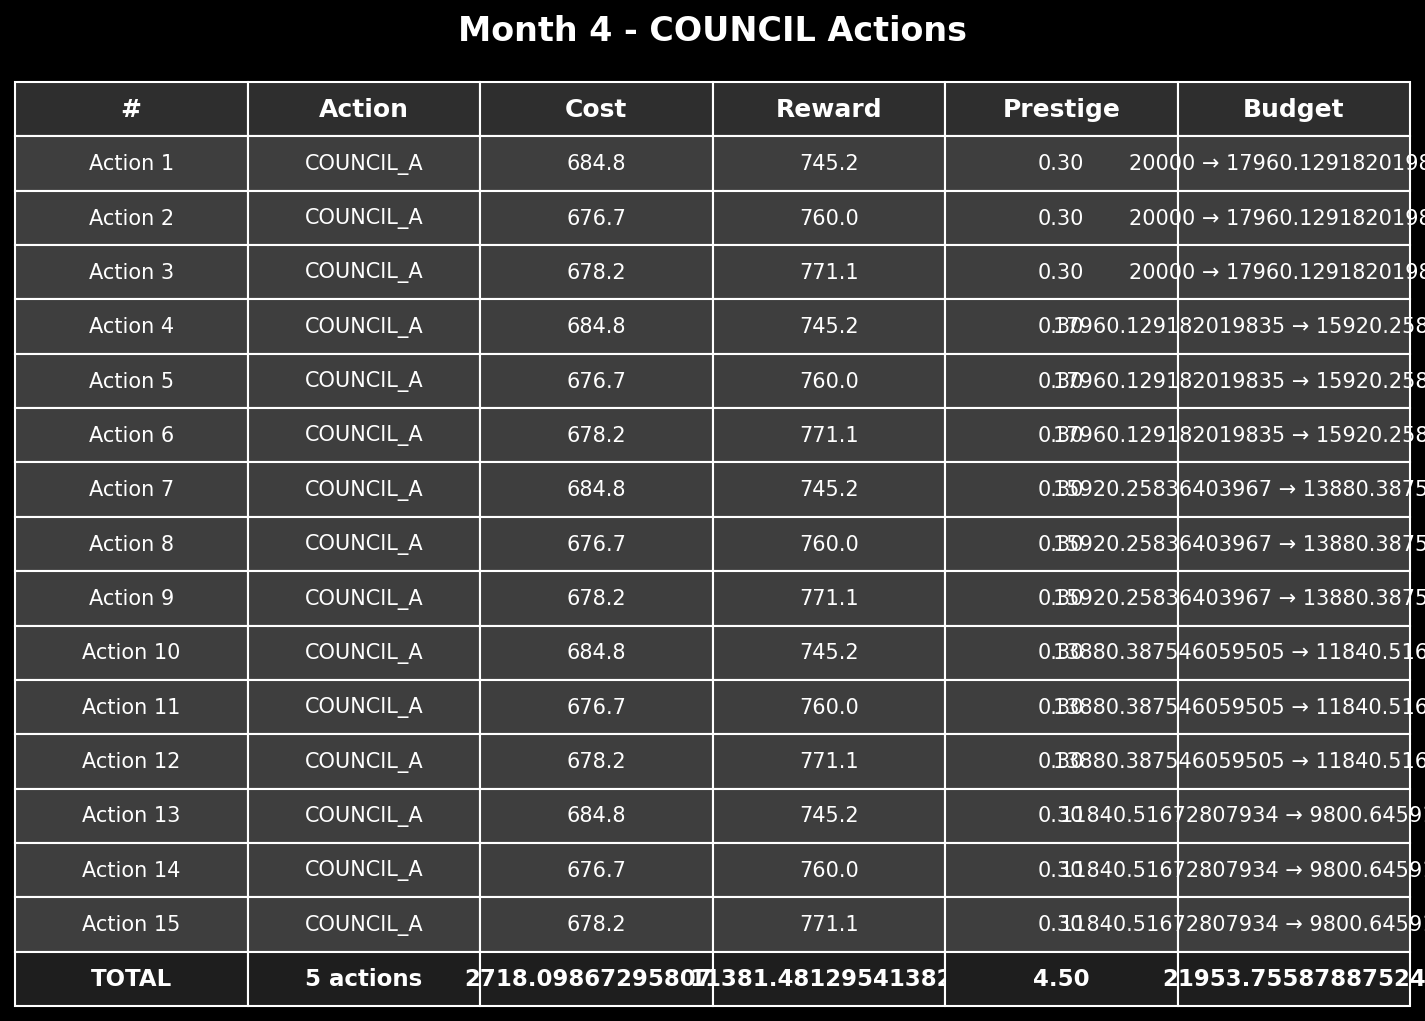 Month 4 - COUNCIL Actions
# Action Cost Reward Prestige Budget
Action 1 COUNCIL_A 684.8 745.2 0.30 20000 → 17960.1291820198
Action 2 COUNCIL_A 676.7 760.0 0.30 20000 → 17960.1291820198
Action 3 COUNCIL_A 678.2 771.1 0.30 20000 → 17960.1291820198
Action 4 COUNCIL_A 684.8 745.2 0.30 17960.129182019835 → 15920.258
Action 5 COUNCIL_A 676.7 760.0 0.30 17960.129182019835 → 15920.258
Action 6 COUNCIL_A 678.2 771.1 0.30 17960.129182019835 → 15920.258
Action 7 COUNCIL_A 684.8 745.2 0.30 15920.25836403967 → 13880.3875
Action 8 COUNCIL_A 676.7 760.0 0.30 15920.25836403967 → 13880.3875
Action 9 COUNCIL_A 678.2 771.1 0.30 15920.25836403967 → 13880.3875
Action 10 COUNCIL_A 684.8 745.2 0.30 13880.387546059505 → 11840.516
Action 11 COUNCIL_A 676.7 760.0 0.30 13880.387546059505 → 11840.516
Action 12 COUNCIL_A 678.2 771.1 0.30 13880.387546059505 → 11840.516
Action 13 COUNCIL_A 684.8 745.2 0.30 11840.51672807934 → 9800.6459
Action 14 COUNCIL_A 676.7 760.0 0.30 11840.51672807934 → 9800.6459
Action 15 COUNCIL_A 678.2 771.1 0.30 11840.51672807934 → 9800.6459
TOTAL 5 actions 2718.09867295807 11381.48129541382 4.50 21953.75587887524